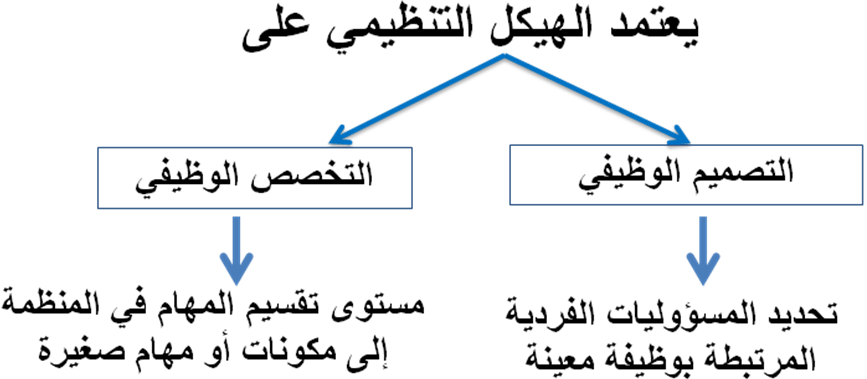 يعتمد الهيكل التنظيمي على
التصميم الوظيفي
التخصص الوظيفي
تحديد المسؤوليات الفردية
المرتبطة بوظيفة معينة
مستوى تقسيم المهام في المنظمة
إلى مكونات أو مهام صغيرة